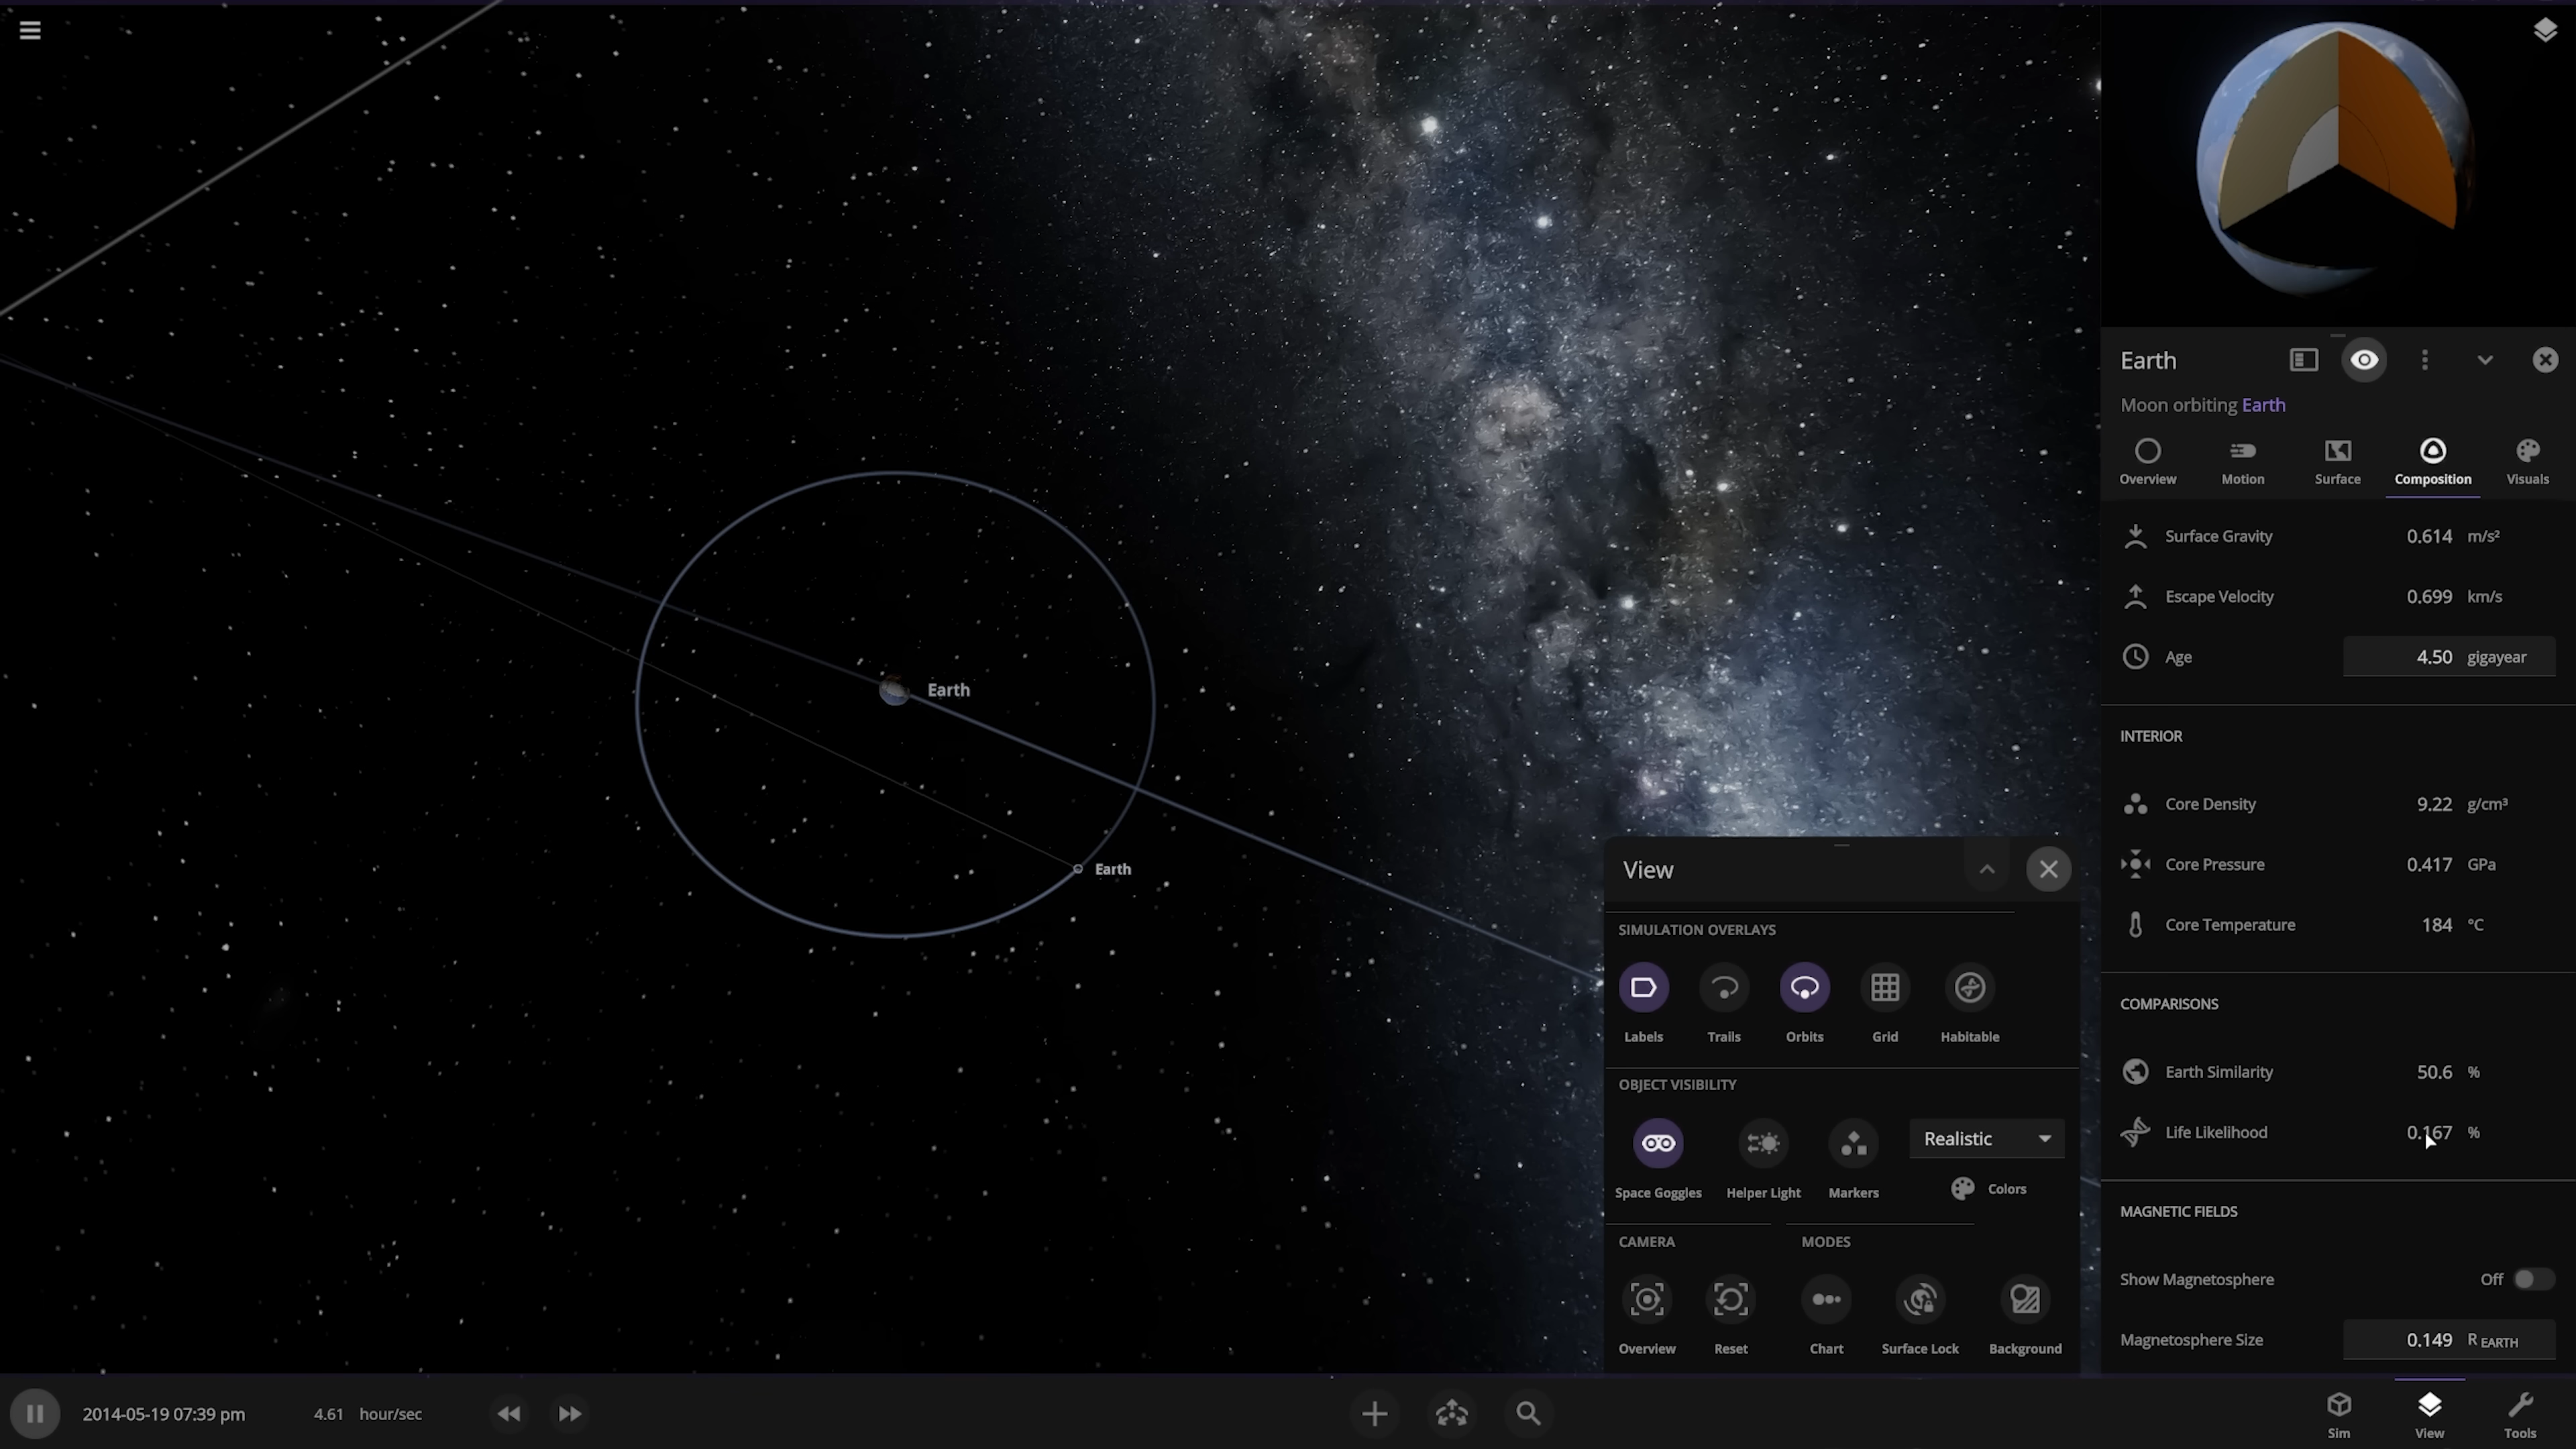 Earth
Moon orbiting Earth
Overview
Motion
Surface
Composition
Visuals
Surface Gravity 0.614 m/s²
Escape Velocity 0.699 km/s
Age 4.50 gigayear
INTERIOR
Core Density 9.22 g/cm³
Core Pressure 0.417 GPa
Core Temperature 184 °C
COMPARISONS
Earth Similarity 50.6 %
Life Likelihood 0.167 %
MAGNETIC FIELDS
Show Magnetosphere Off
Magnetosphere Size 0.149 R EARTH
Earth
Earth
View
SIMULATION OVERLAYS
Labels
Trails
Orbits
Grid
Habitable
OBJECT VISIBILITY
Space Goggles
Helper Light
Markers
Realistic
Colors
CAMERA
MODES
Overview
Reset
Chart
Surface Lock
Background
2014-05-19 07:39 pm
4.61 hour/sec
Sim
View
Tools